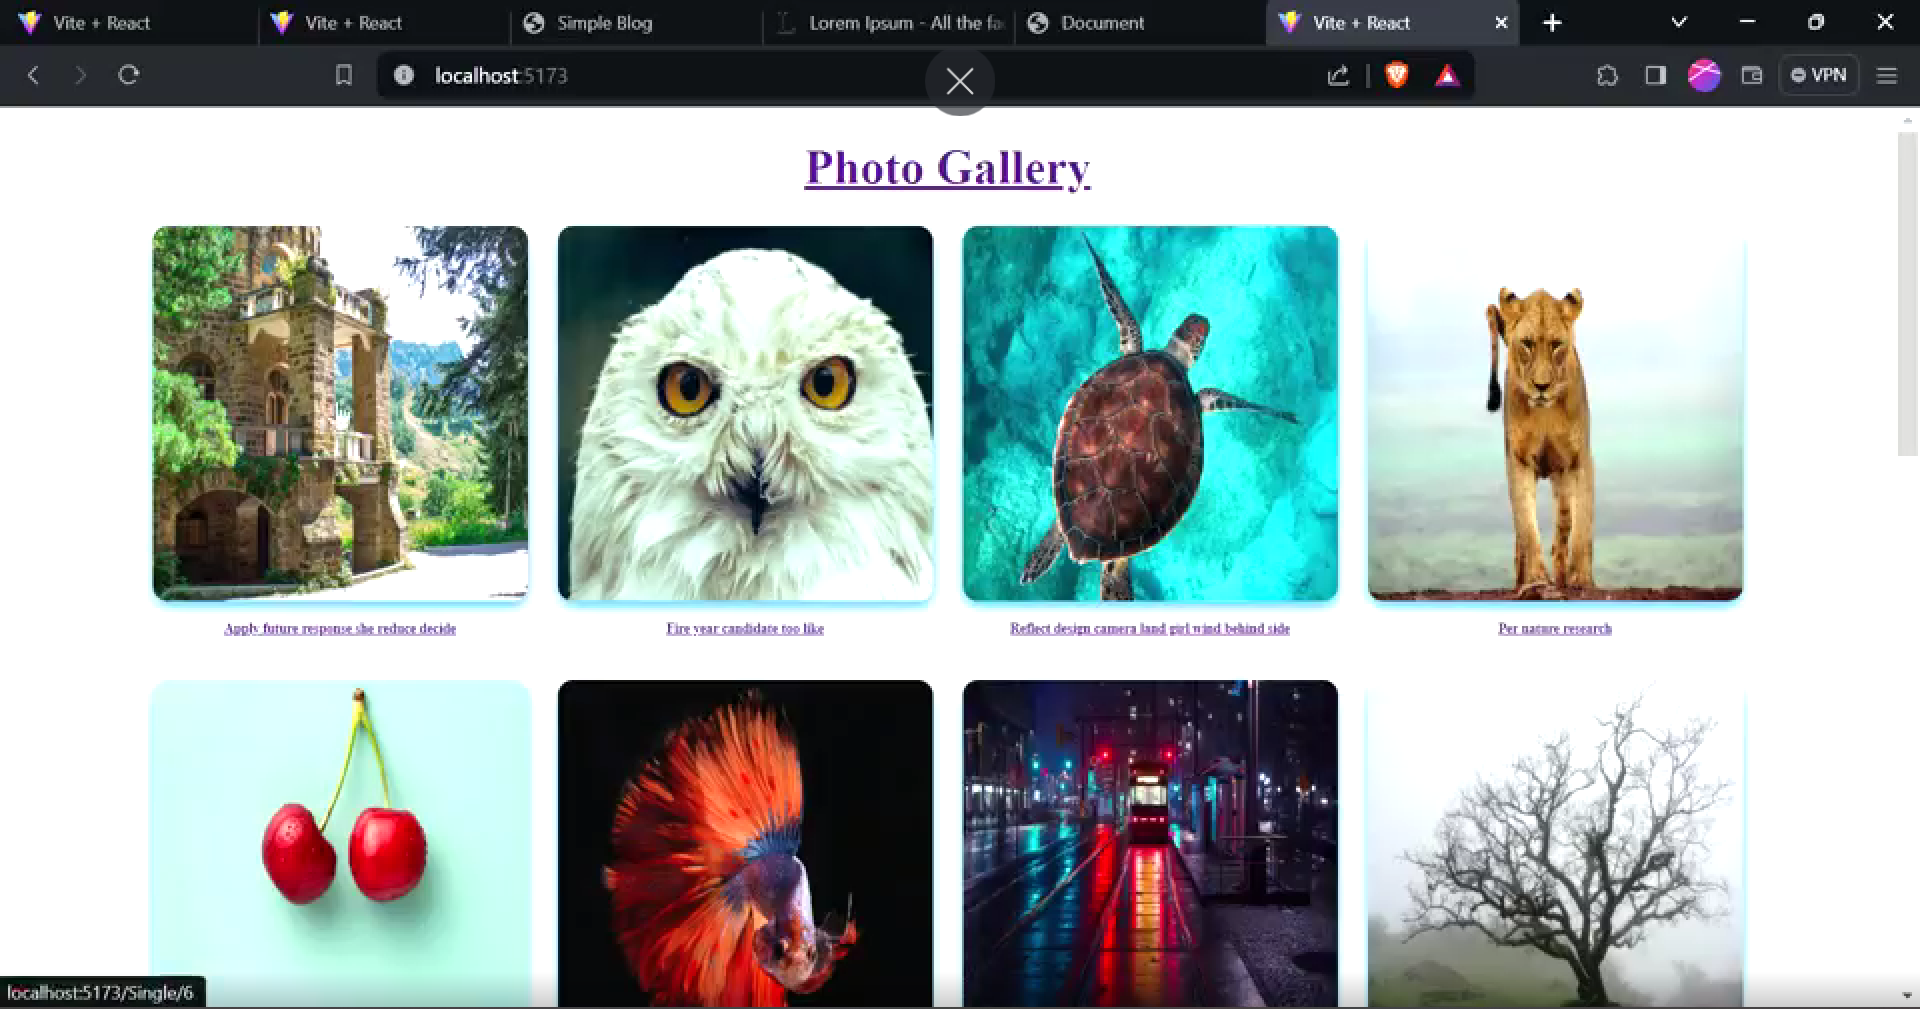 Vite + React
Vite + React
Simple Blog
Lorem Ipsum - All the fa
Document
Vite + React
localhost:5173
VPN
Photo Gallery
Apply future response she reduce decide
Fire year candidate too like
Reflect design camera land girl wind behind side
Per nature research
localhost:5173/Single/6